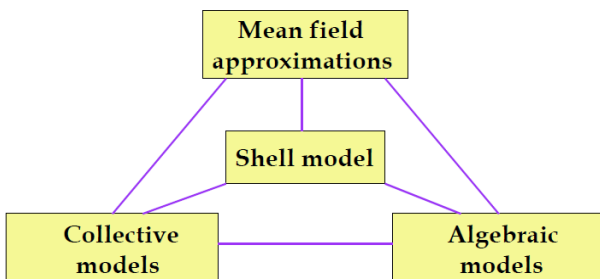 Mean field
approximations
Shell model
Collective
models
Algebraic
models